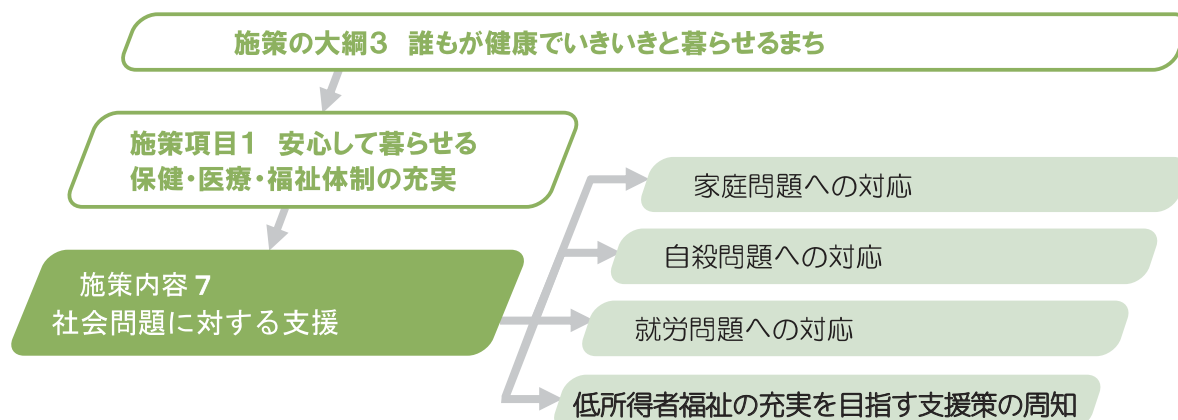 施策の大綱3 誰もが健康でいきいきと暮らせるまち
施策項目1 安心して暮らせる
保健・医療・福祉体制の充実
施策内容 7
社会問題に対する支援
家庭問題への対応
自殺問題への対応
就労問題への対応
低所得者福祉の充実を目指す支援策の周知